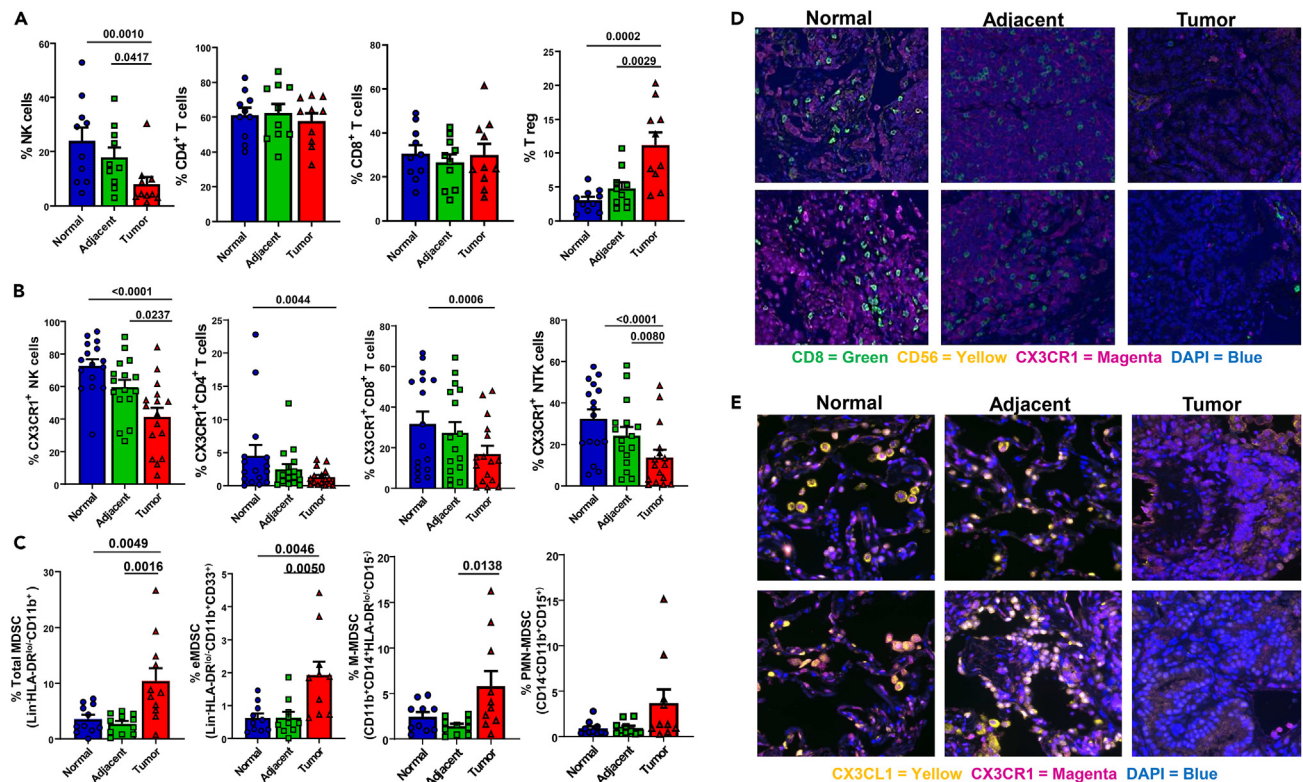 A
% NK cells
60
40
20
0
00.0010
0.0417
Normal
Adjacent
Tumor
% CD4⁺ T cells
120
100
80
60
40
20
0
Normal
Adjacent
Tumor
% CD8⁺ T cells
80
60
40
20
0
Normal
Adjacent
Tumor
% T reg
25
20
15
10
5
0
0.0002
0.0029
Normal
Adjacent
Tumor
B
% CX3CR1⁺ NK cells
100
80
60
40
20
0
<0.0001
0.0237
Normal
Adjacent
Tumor
% CX3CR1⁺CD4⁺ T cells
25
20
15
10
5
0
0.0044
Normal
Adjacent
Tumor
% CX3CR1⁺ CD8⁺ T
80
60
40
20
0
0.0006
Normal
Adjacent
Tumor
% CX3CR1⁺ NTK cells
80
60
40
20
0
<0.0001
0.0080
Normal
Adjacent
Tumor
C
% Total MDSC
(Lin⁻HLA-DRˡᵒ/⁻CD11b⁺)
30
20
10
0
0.0049
0.0016
Normal
Adjacent
Tumor
% eMDSC
(Lin⁻HLA-DRˡᵒ/⁻CD11b⁺CD33⁺)
5
4
3
2
1
0
0.0046
0.0050
Normal
Adjacent
Tumor
% M-MDSC
(CD11b⁺CD14⁺HLA-DRˡᵒ/⁻CD15⁻)
20
15
10
5
0
0.0138
Normal
Adjacent
Tumor
% PMN-MDSC
(CD14⁻CD11b⁺CD15⁺)
20
15
10
5
0
Normal
Adjacent
Tumor
D
Normal
Adjacent
Tumor
CD8 = Green CD56 = Yellow CX3CR1 = Magenta DAPI = Blue
E
Normal
Adjacent
Tumor
CX3CL1 = Yellow CX3CR1 = Magenta DAPI = Blue